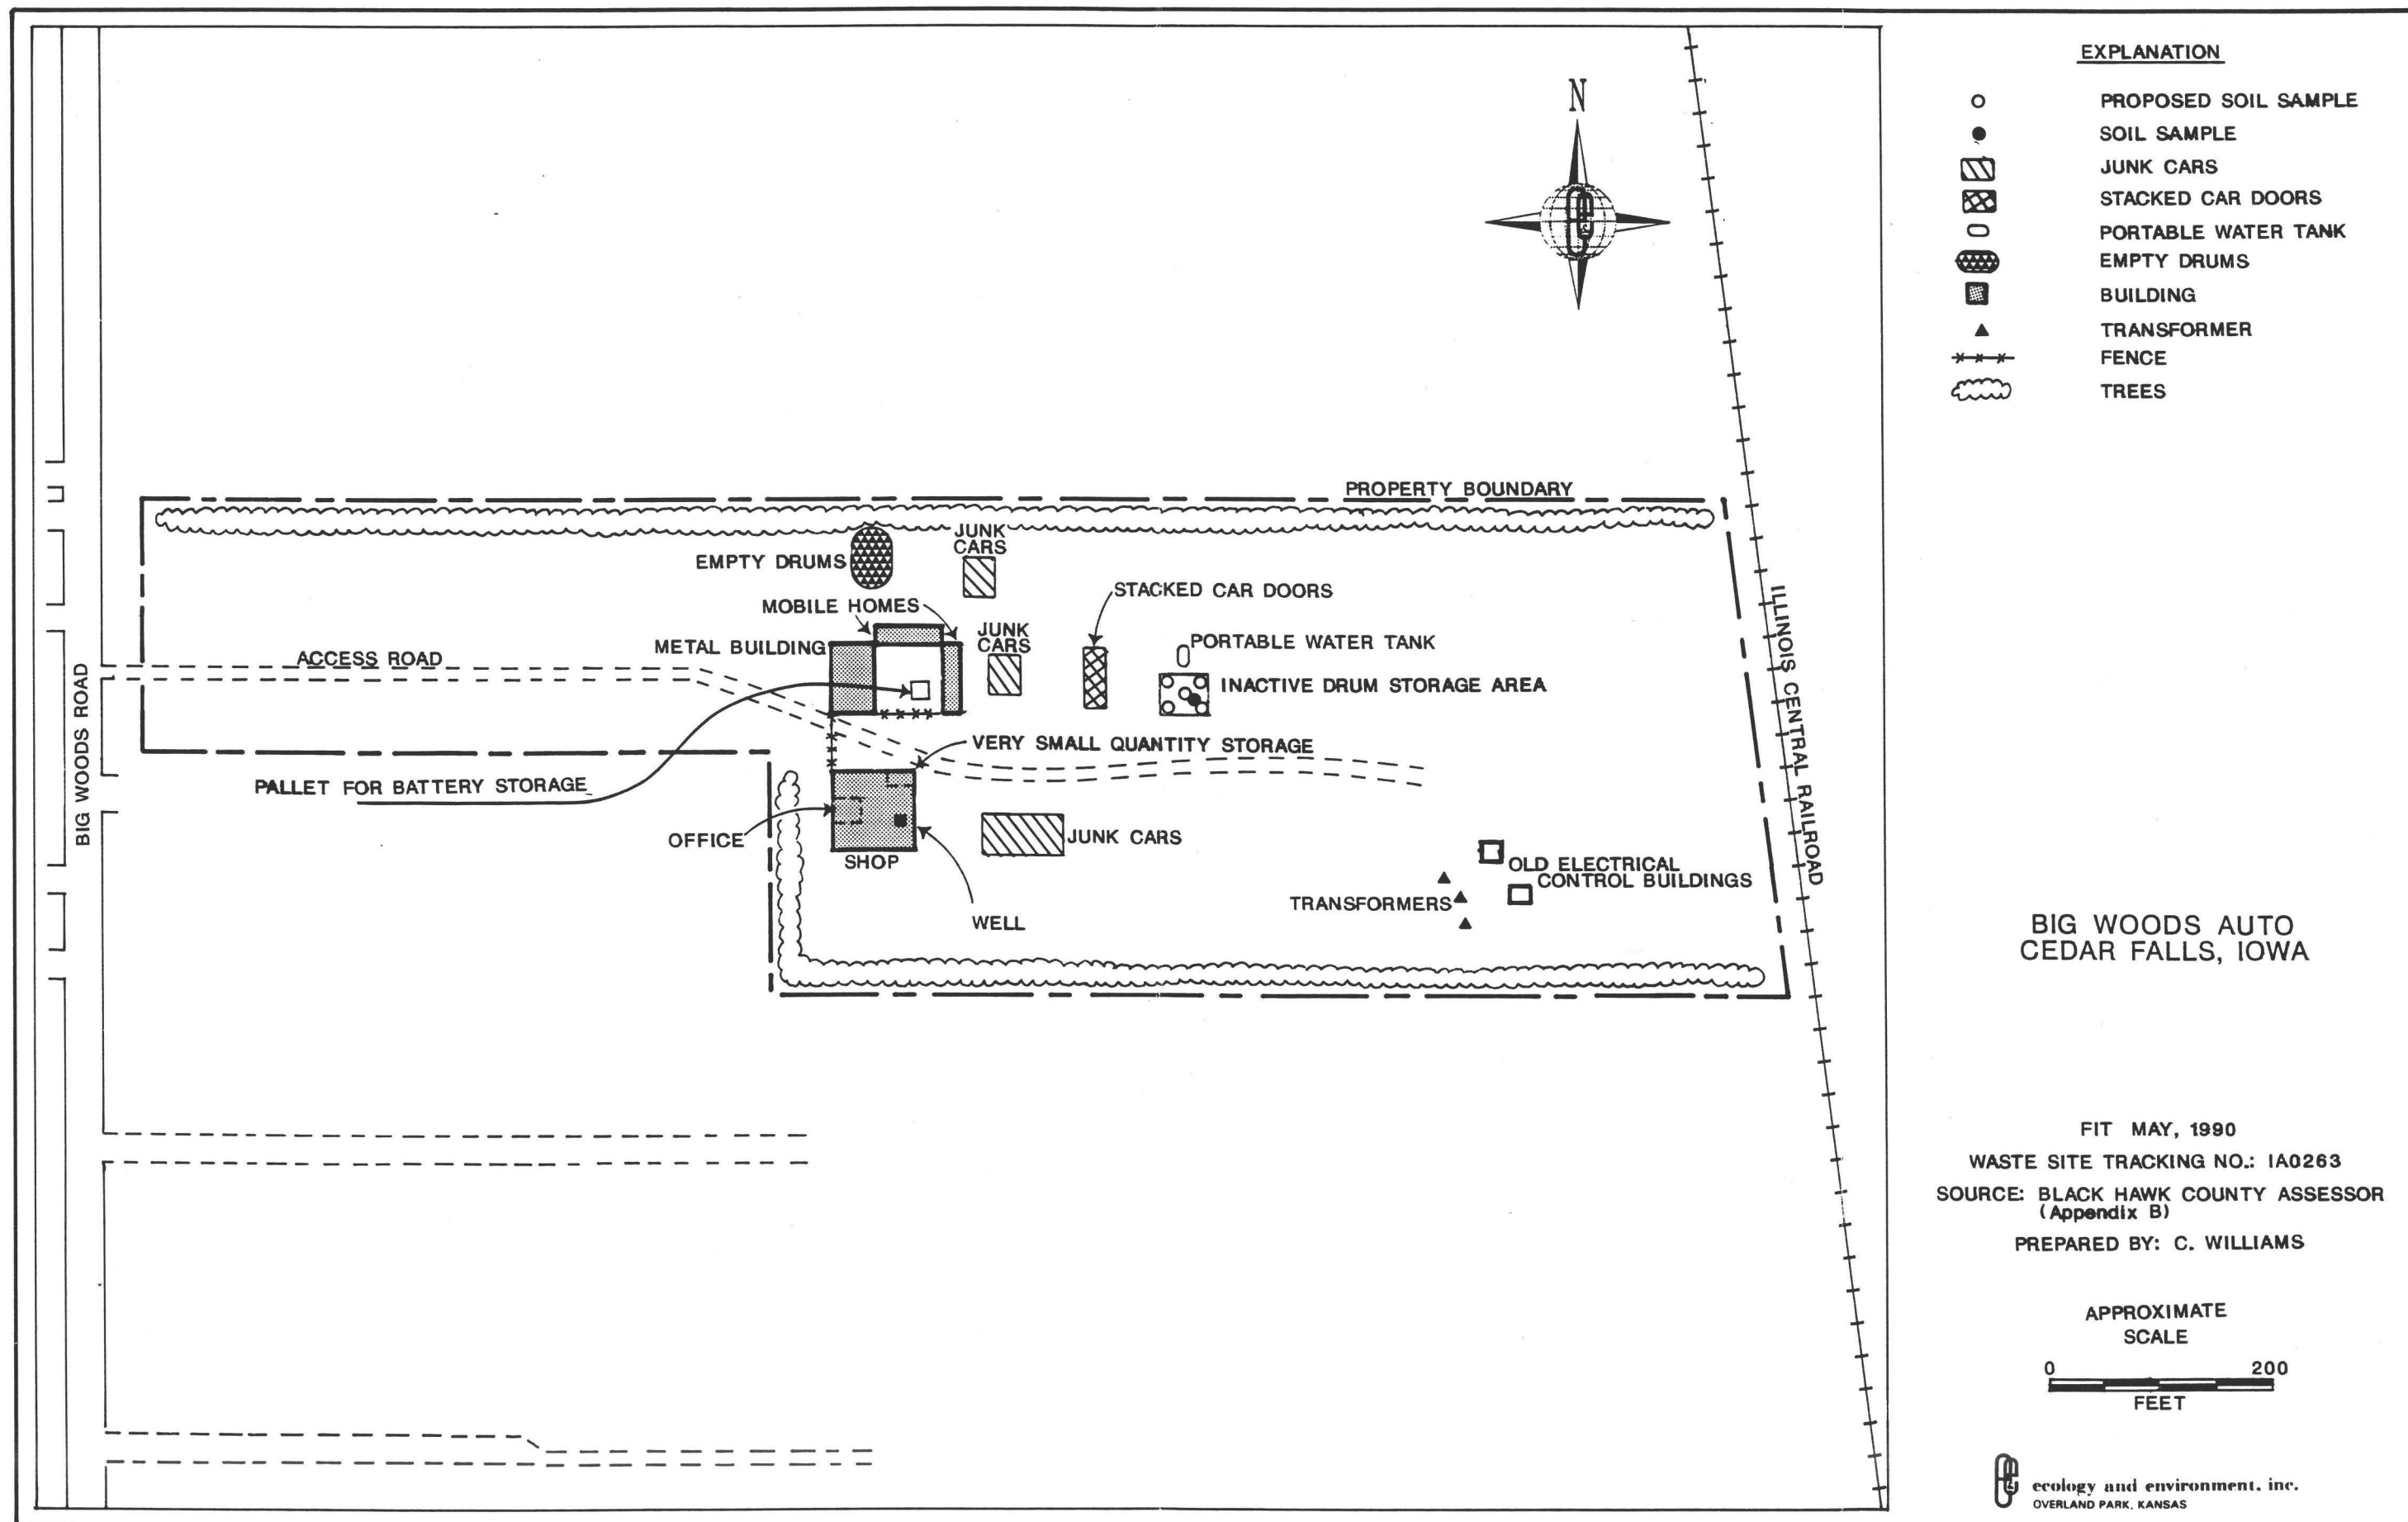 EXPLANATION
PROPOSED SOIL SAMPLE
SOIL SAMPLE
JUNK CARS
STACKED CAR DOORS
PORTABLE WATER TANK
EMPTY DRUMS
BUILDING
TRANSFORMER
FENCE
TREES
N
PROPERTY BOUNDARY
JUNK
CARS
EMPTY DRUMS
STACKED CAR DOORS
MOBILE HOMES
JUNK
CARS
METAL BUILDING
PORTABLE WATER TANK
ACCESS ROAD
INACTIVE DRUM STORAGE AREA
BIG WOODS ROAD
ILLINOIS CENTRAL RAILROAD
VERY SMALL QUANTITY STORAGE
PALLET FOR BATTERY STORAGE
OFFICE
SHOP
JUNK CARS
WELL
OLD ELECTRICAL
CONTROL BUILDINGS
TRANSFORMERS
BIG WOODS AUTO
CEDAR FALLS, IOWA
FIT MAY, 1990
WASTE SITE TRACKING NO.: IA0263
SOURCE: BLACK HAWK COUNTY ASSESSOR
(Appendix B)
PREPARED BY: C. WILLIAMS
APPROXIMATE
SCALE
0 200
FEET
ecology and environment, inc.
OVERLAND PARK, KANSAS